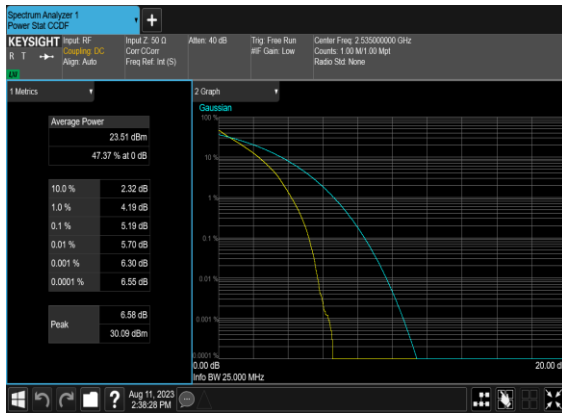 Spectrum Analyzer 1
Power Stat CCDF
+
KEYSIGHT
R T
LXI
Input: RF
Coupling: DC
Align: Auto
Input Z: 50 Ω
Corr CCorr
Freq Ref: Int (S)
Atten: 40 dB
Trig: Free Run
#IF Gain: Low
Center Freq: 2.535000000 GHz
Counts: 1.00 M/1.00 Mpt
Radio Std: None
1 Metrics
Average Power
23.51 dBm
47.37 % at 0 dB
10.0 % 2.32 dB
1.0 % 4.19 dB
0.1 % 5.19 dB
0.01 % 5.70 dB
0.001 % 6.30 dB
0.0001 % 6.55 dB
Peak
6.58 dB
30.09 dBm
2 Graph
Gaussian
100 %
10 %
1 %
0.1 %
0.01 %
0.001 %
0.0001 %
0.00 dB 20.00 d
Info BW 25.000 MHz
?
Aug 11, 2023
2:38:28 PM